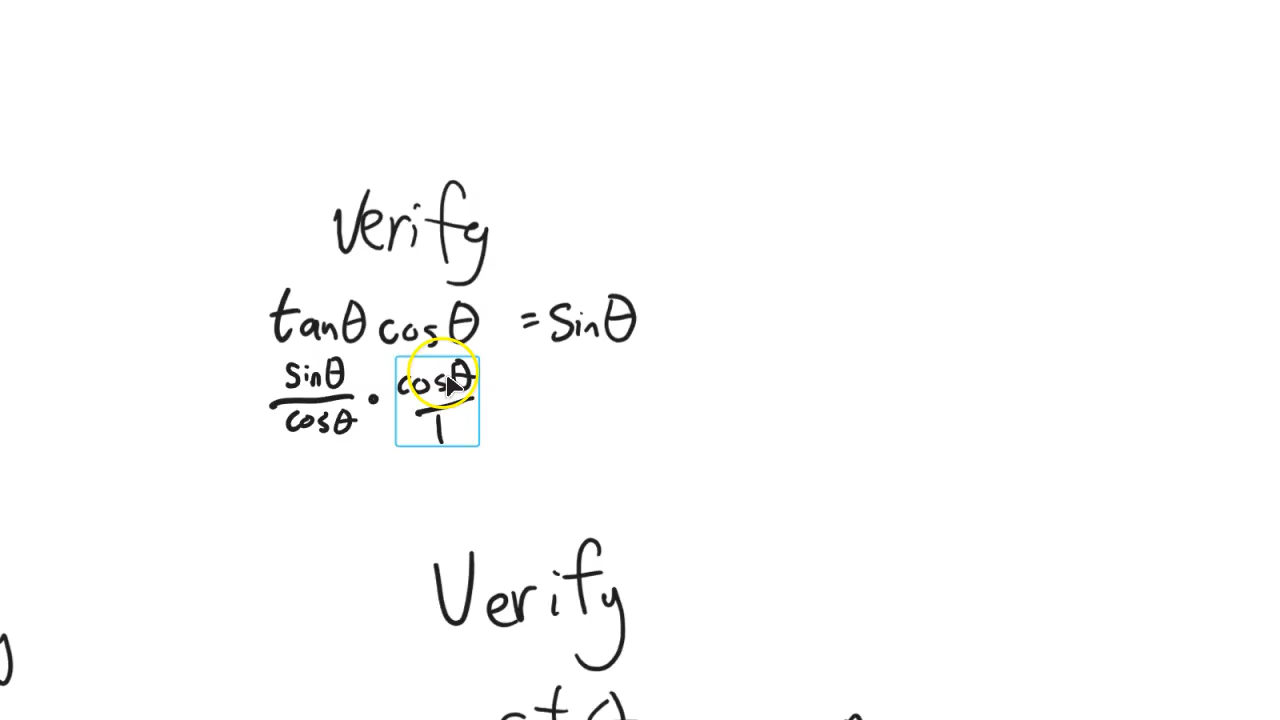 Verify
tanθ cosθ = sinθ
sinθ/cosθ · cosθ/1
Verify